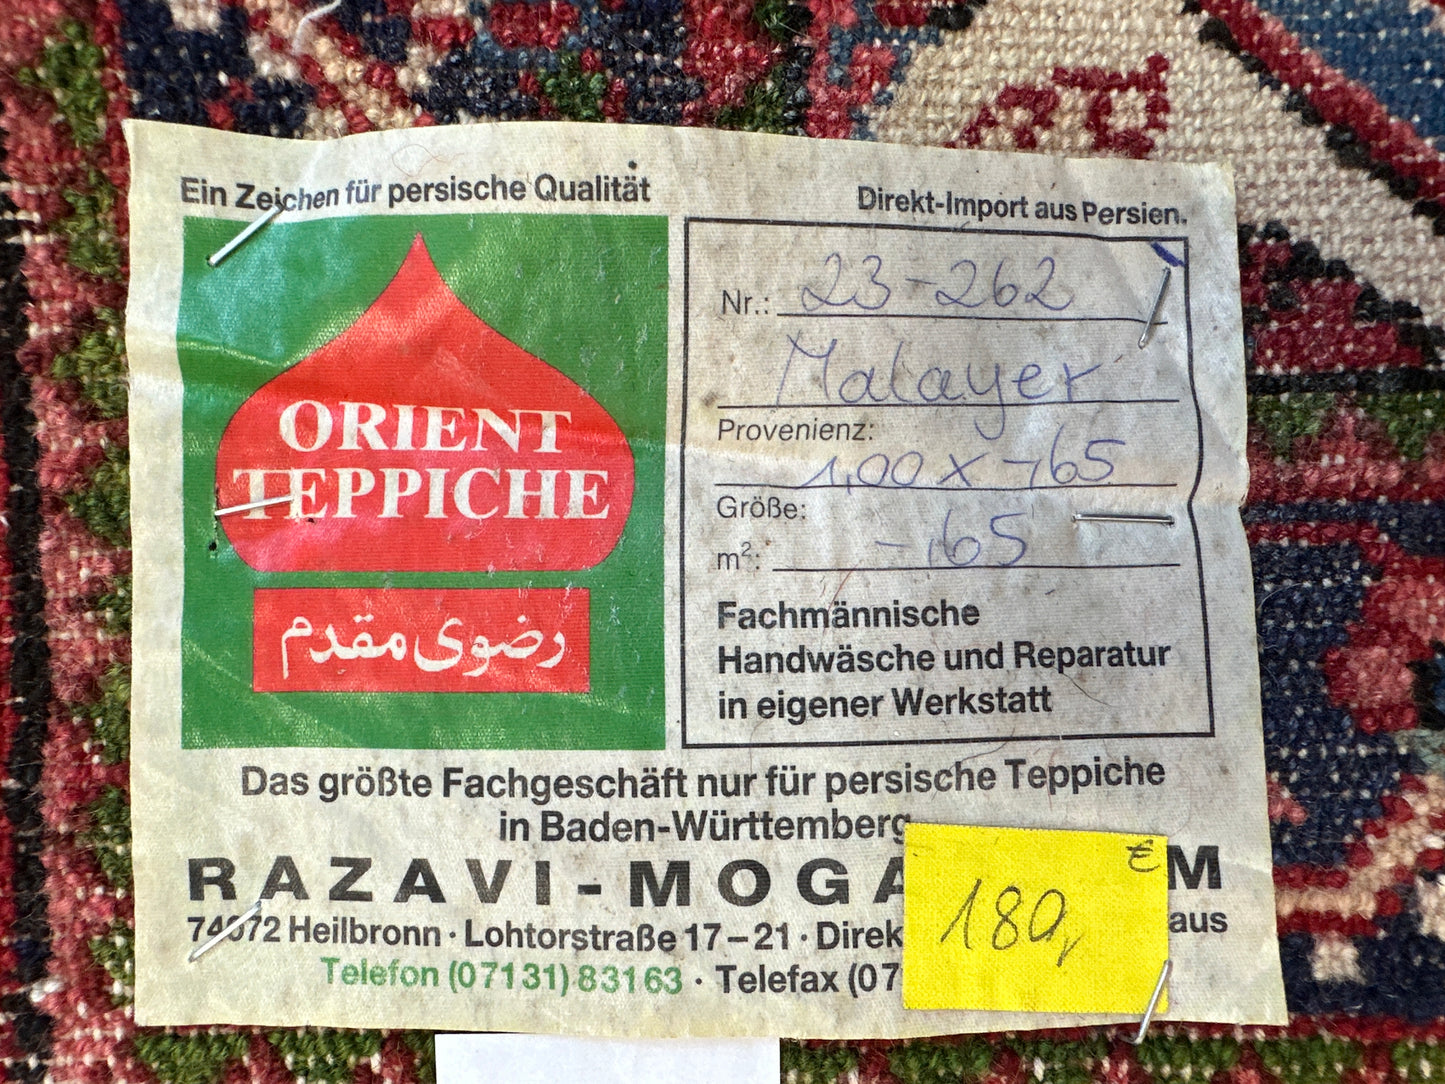 Ein Zeichen für persische Qualität
ORIENT
TEPPICHE
رضوی مقدم
Direkt-Import aus Persien.
Nr.: 23-262
Malayer
Provenienz:
1,00 x -,65
Größe:
m²: -,65
Fachmännische
Handwäsche und Reparatur
in eigener Werkstatt
Das größte Fachgeschäft nur für persische Teppiche
in Baden-Württemberg
RAZAVI-MOGA M
74072 Heilbronn · Lohtorstraße 17–21 · Direk aus
Telefon (07131) 83163 · Telefax (07
€
180,